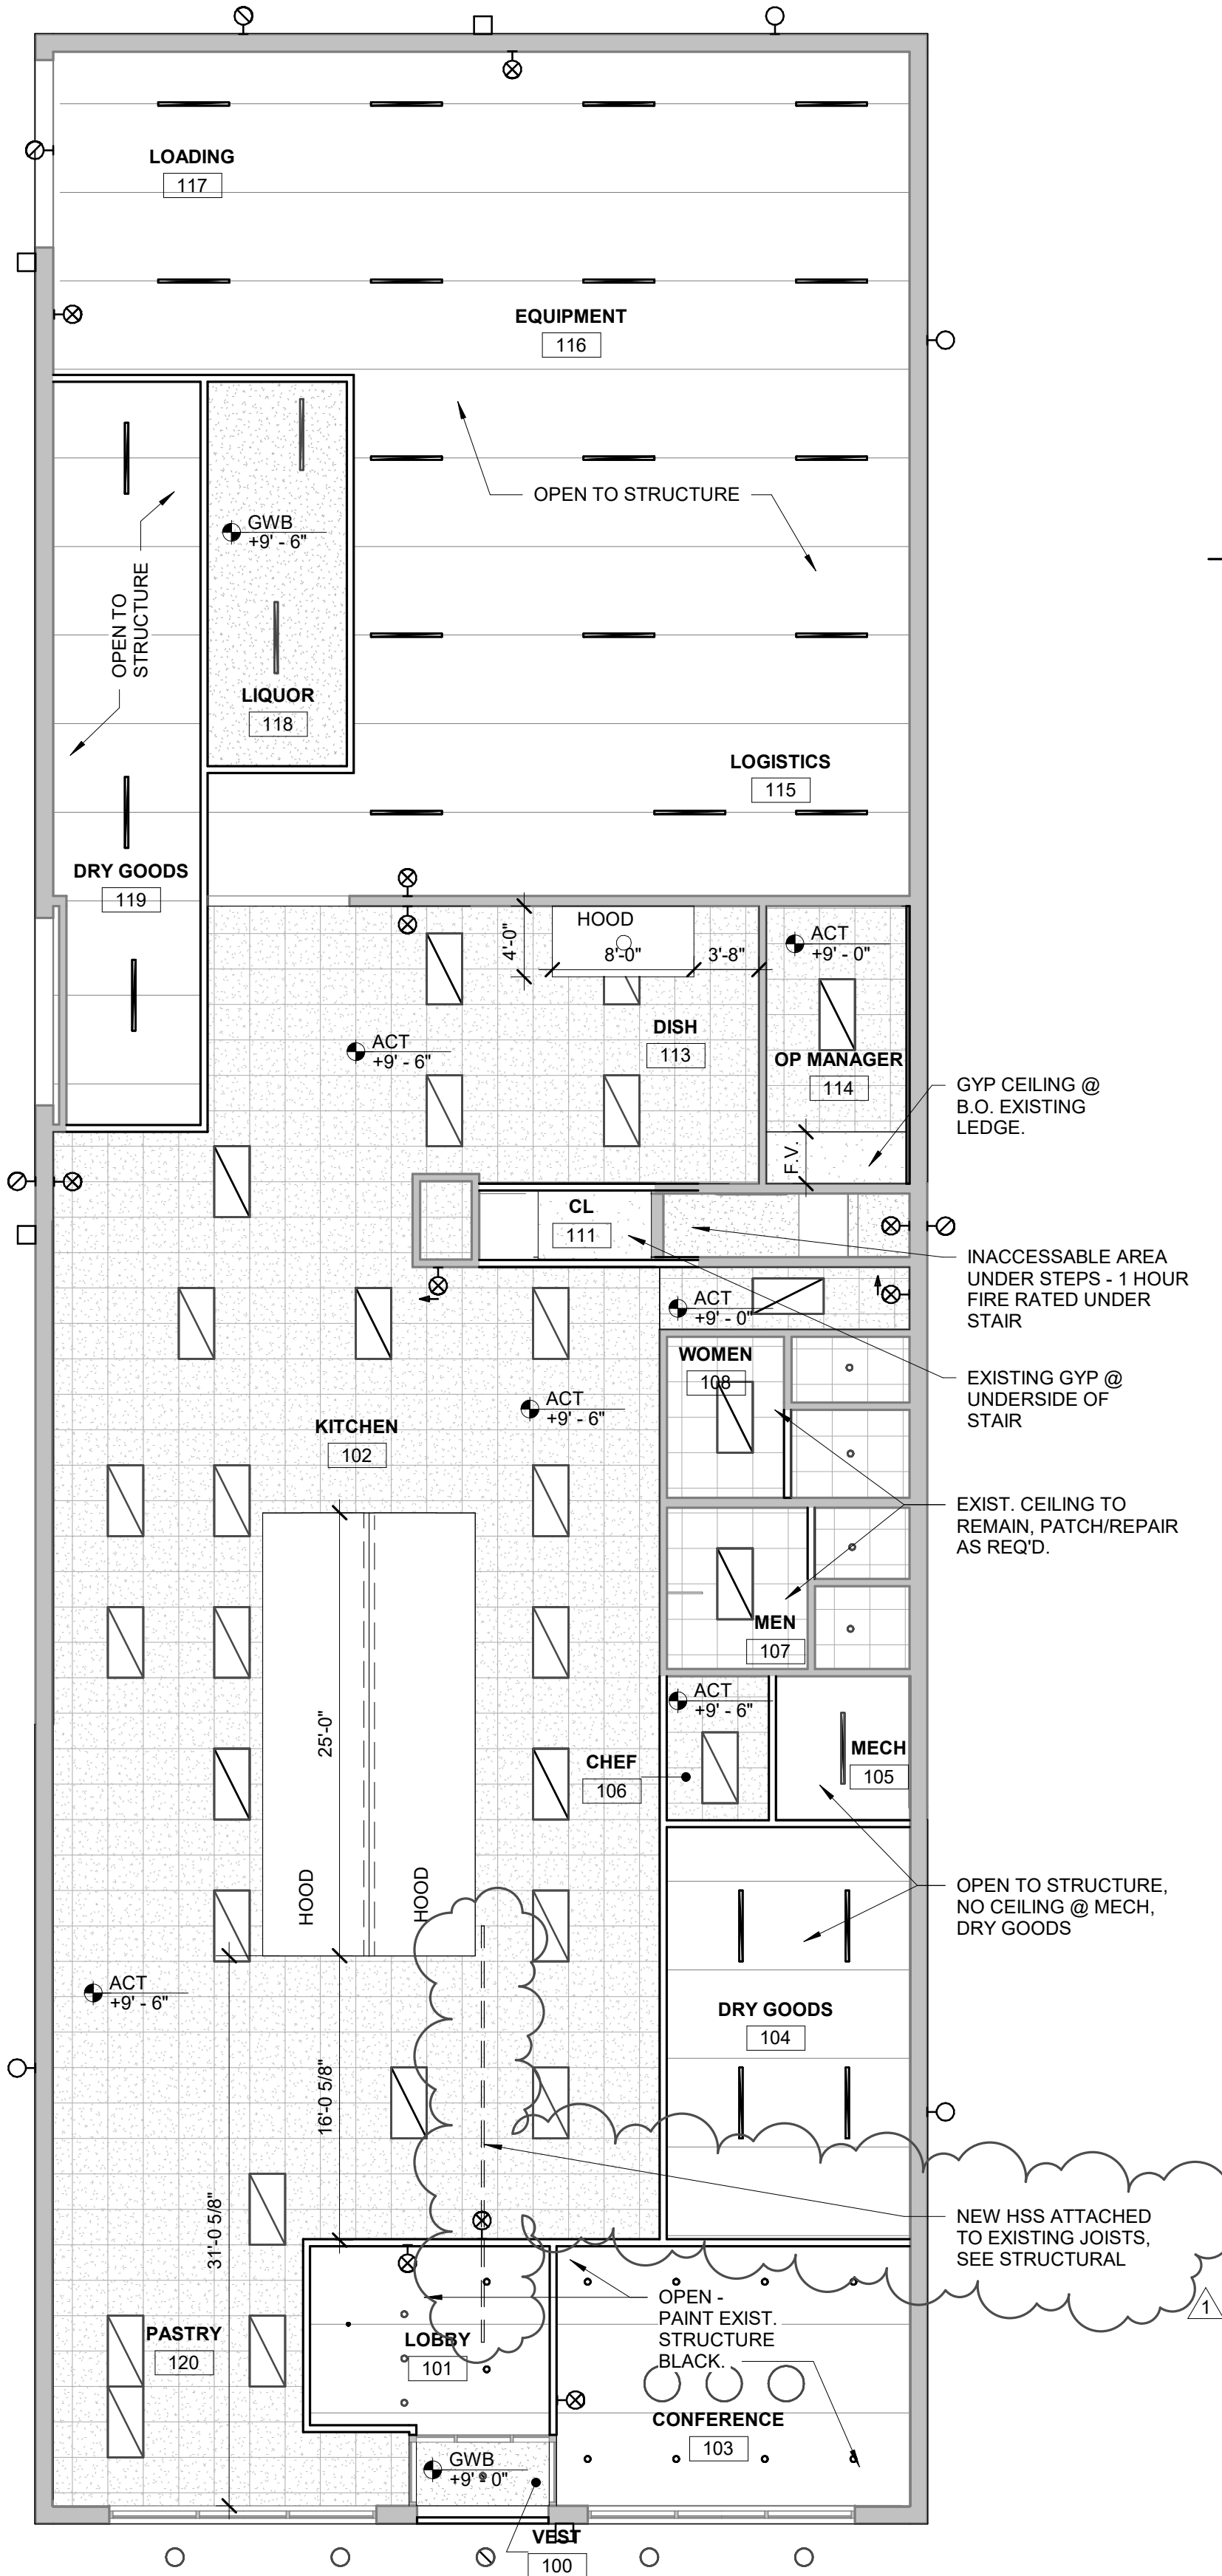 LOADING
117
EQUIPMENT
116
OPEN TO STRUCTURE
GWB
+9' - 6"
OPEN TO
STRUCTURE
LIQUOR
118
LOGISTICS
115
DRY GOODS
119
HOOD
4'-0"
8'-0"
3'-8"
ACT
+9' - 0"
DISH
113
ACT
+9' - 6"
OP MANAGER
114
GYP CEILING @
B.O. EXISTING
LEDGE.
F.V.
CL
111
INACCESSABLE AREA
UNDER STEPS - 1 HOUR
FIRE RATED UNDER
STAIR
ACT
+9' - 0"
WOMEN
108
EXISTING GYP @
UNDERSIDE OF
STAIR
ACT
+9' - 6"
KITCHEN
102
EXIST. CEILING TO
REMAIN, PATCH/REPAIR
AS REQ'D.
MEN
107
ACT
+9' - 6"
25'-0"
CHEF
106
MECH
105
HOOD
HOOD
OPEN TO STRUCTURE,
NO CEILING @ MECH,
DRY GOODS
ACT
+9' - 6"
DRY GOODS
104
16'-0 5/8"
31'-0 5/8"
NEW HSS ATTACHED
TO EXISTING JOISTS,
SEE STRUCTURAL
1
OPEN -
PAINT EXIST.
STRUCTURE
BLACK.
PASTRY
120
LOBBY
101
CONFERENCE
103
GWB
+9' - 0"
VEST
100